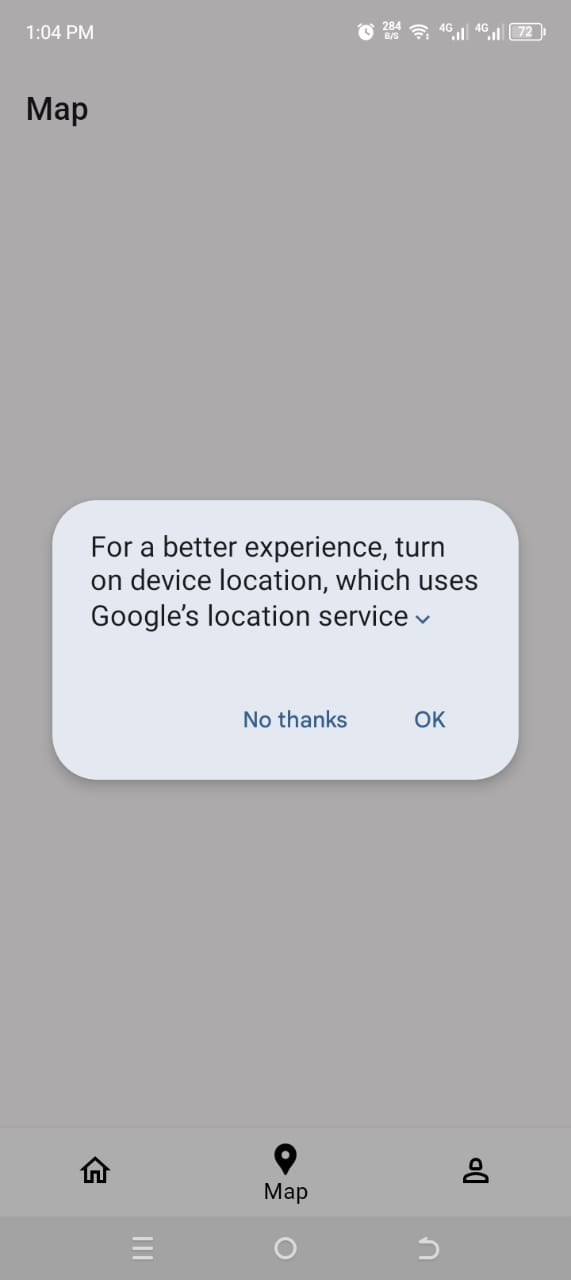 1:04 PM
284
B/S
4G
4G
72
Map
For a better experience, turn
on device location, which uses
Google’s location service
No thanks
OK
Map